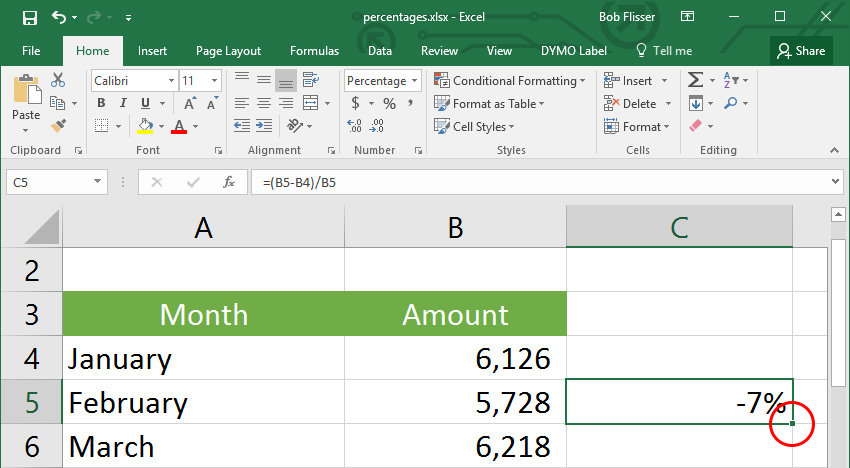 percentages.xlsx - Excel Bob Flisser
File Home Insert Page Layout Formulas Data Review View DYMO Label Tell me Share
Calibri 11 Percentage Conditional Formatting Insert
Paste B I U A A $ % , Format as Table Delete
A Cell Styles Format
Clipboard Font Alignment Number Styles Cells Editing
C5 fx =(B5-B4)/B5
A B C
2
3 Month Amount
4 January 6,126
5 February 5,728 -7%
6 March 6,218